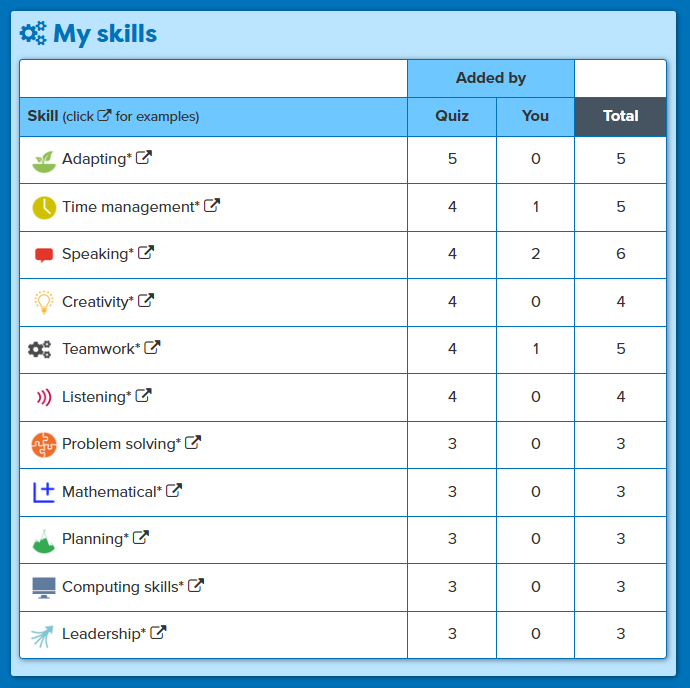 My skills
Added by
Skill (click for examples) Quiz You Total
Adapting* 5 0 5
Time management* 4 1 5
Speaking* 4 2 6
Creativity* 4 0 4
Teamwork* 4 1 5
Listening* 4 0 4
Problem solving* 3 0 3
Mathematical* 3 0 3
Planning* 3 0 3
Computing skills* 3 0 3
Leadership* 3 0 3